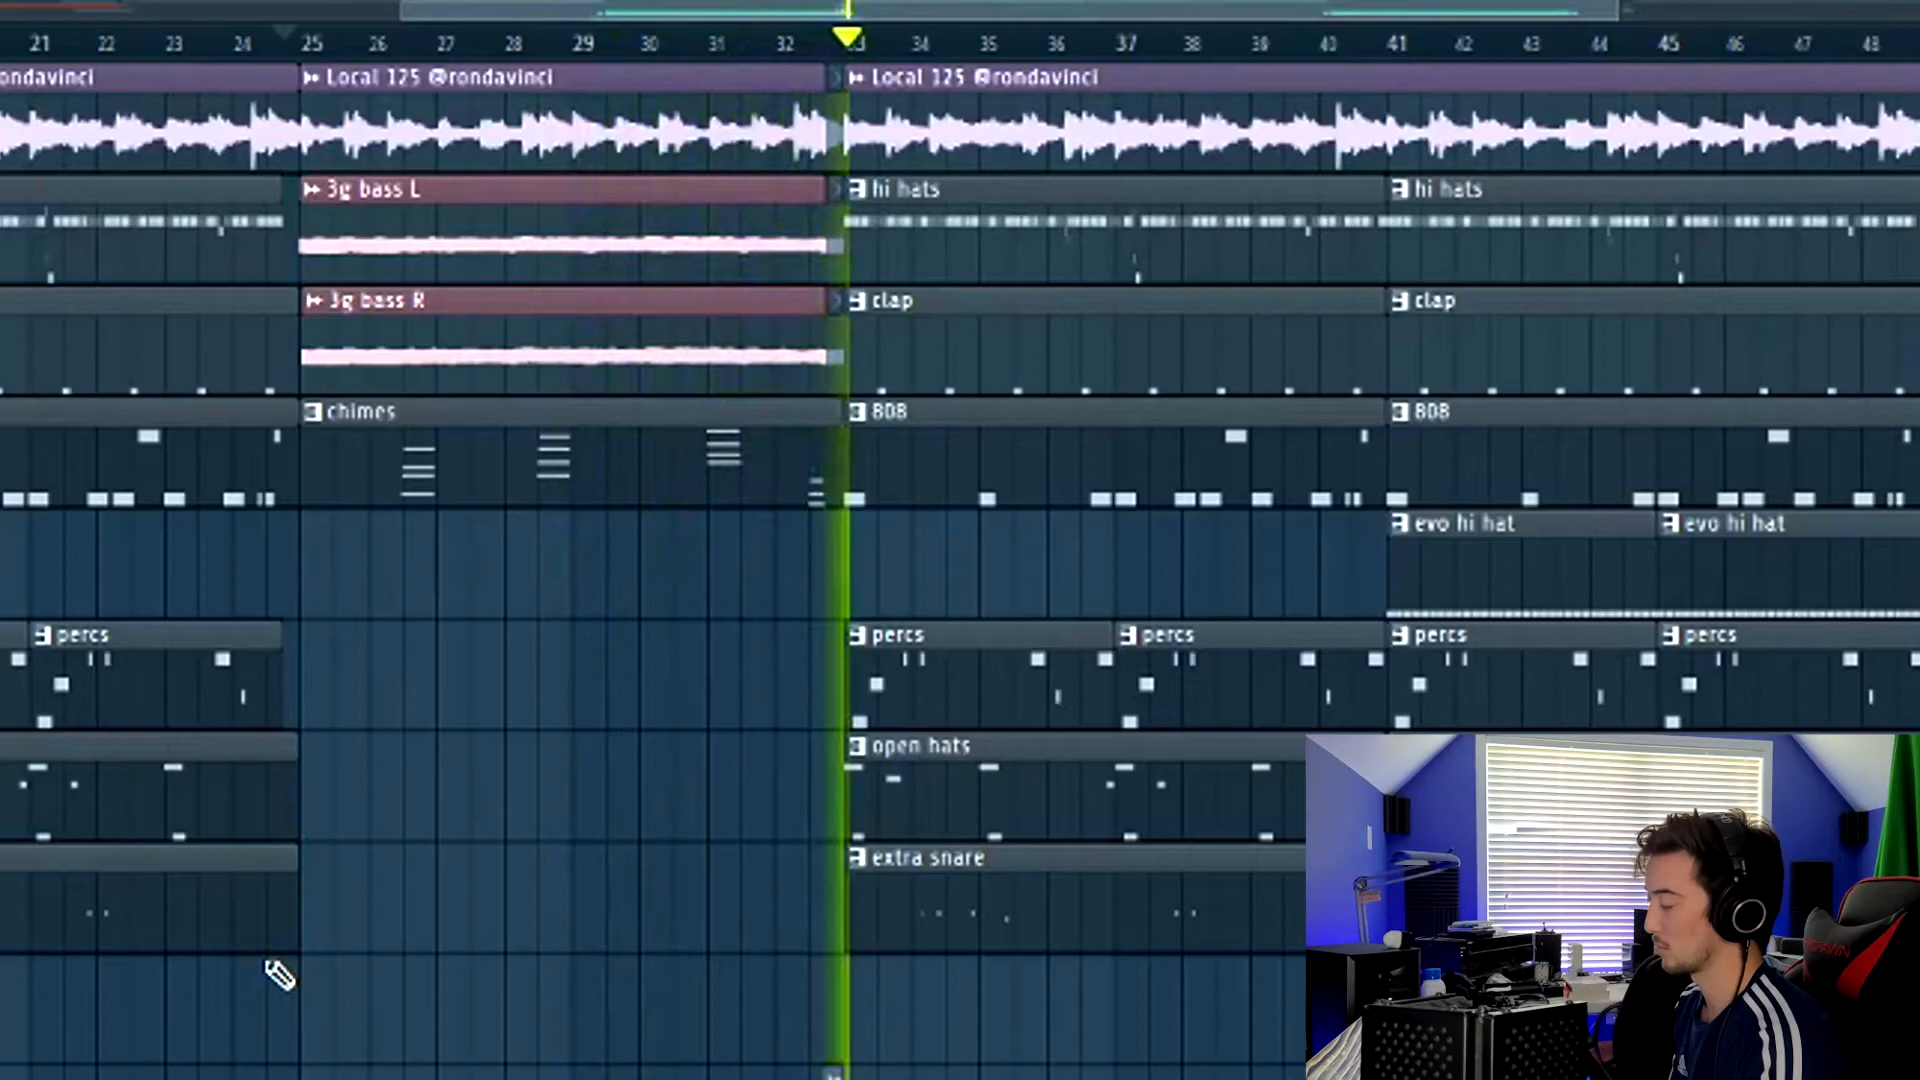 21 22 23 24 25 26 27 28 29 30 31 32 33 34 35 36 37 38 39 40 41 42 43 44 45 46 47 48
ondavinci Local 125 @rondavinci Local 125 @rondavinci
3g bass L hi hats hi hats
3g bass R clap clap
chimes 808 808
evo hi hat evo hi hat
percs percs percs percs percs
open hats
extra snare